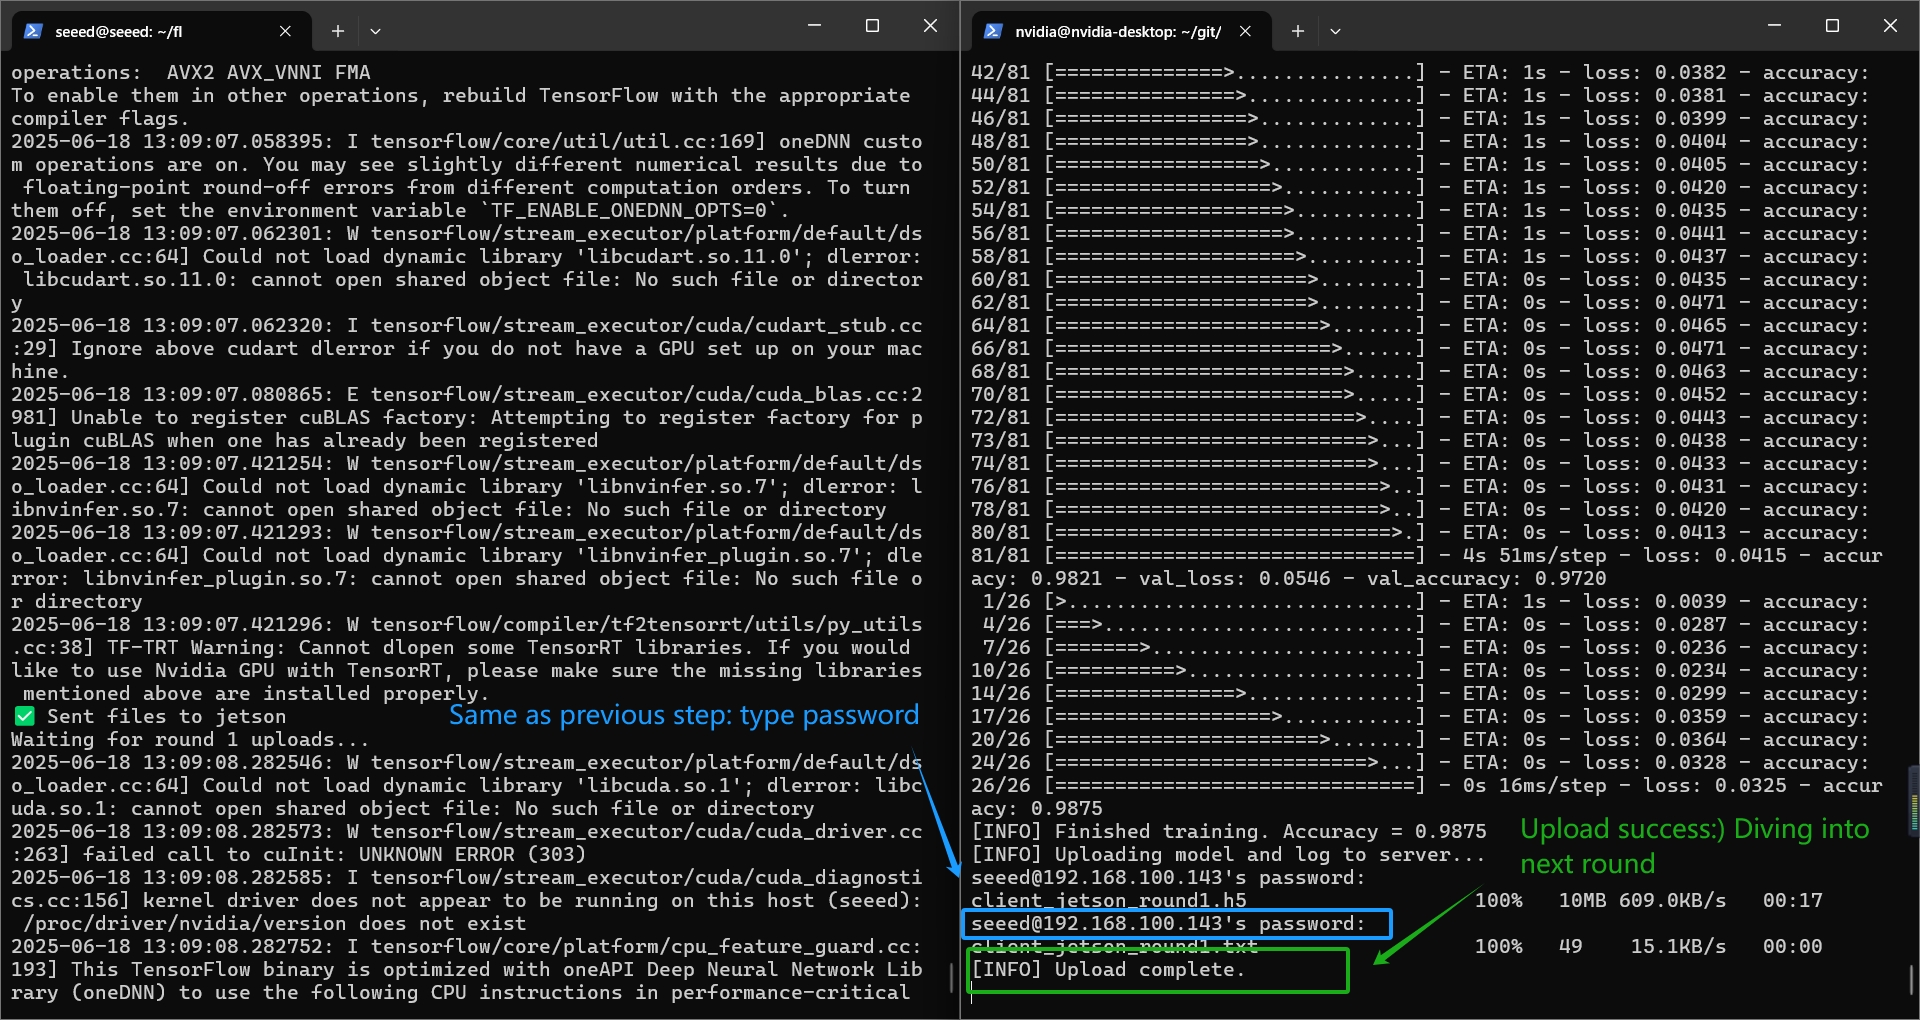 seeed@seeed: ~/fl
operations:  AVX2 AVX_VNNI FMA
To enable them in other operations, rebuild TensorFlow with the appropriate
compiler flags.
2025-06-18 13:09:07.058395: I tensorflow/core/util/util.cc:169] oneDNN custo
m operations are on. You may see slightly different numerical results due to
 floating-point round-off errors from different computation orders. To turn
them off, set the environment variable `TF_ENABLE_ONEDNN_OPTS=0`.
2025-06-18 13:09:07.062301: W tensorflow/stream_executor/platform/default/ds
o_loader.cc:64] Could not load dynamic library 'libcudart.so.11.0'; dlerror:
 libcudart.so.11.0: cannot open shared object file: No such file or director
y
2025-06-18 13:09:07.062320: I tensorflow/stream_executor/cuda/cudart_stub.cc
:29] Ignore above cudart dlerror if you do not have a GPU set up on your mac
hine.
2025-06-18 13:09:07.080865: E tensorflow/stream_executor/cuda/cuda_blas.cc:2
981] Unable to register cuBLAS factory: Attempting to register factory for p
lugin cuBLAS when one has already been registered
2025-06-18 13:09:07.421254: W tensorflow/stream_executor/platform/default/ds
o_loader.cc:64] Could not load dynamic library 'libnvinfer.so.7'; dlerror: l
ibnvinfer.so.7: cannot open shared object file: No such file or directory
2025-06-18 13:09:07.421293: W tensorflow/stream_executor/platform/default/ds
o_loader.cc:64] Could not load dynamic library 'libnvinfer_plugin.so.7'; dle
rror: libnvinfer_plugin.so.7: cannot open shared object file: No such file o
r directory
2025-06-18 13:09:07.421296: W tensorflow/compiler/tf2tensorrt/utils/py_utils
.cc:38] TF-TRT Warning: Cannot dlopen some TensorRT libraries. If you would
like to use Nvidia GPU with TensorRT, please make sure the missing libraries
 mentioned above are installed properly.
✅ Sent files to jetson
Same as previous step: type password
Waiting for round 1 uploads...
2025-06-18 13:09:08.282546: W tensorflow/stream_executor/platform/default/ds
o_loader.cc:64] Could not load dynamic library 'libcuda.so.1'; dlerror: libc
uda.so.1: cannot open shared object file: No such file or directory
2025-06-18 13:09:08.282573: W tensorflow/stream_executor/cuda/cuda_driver.cc
:263] failed call to cuInit: UNKNOWN ERROR (303)
2025-06-18 13:09:08.282585: I tensorflow/stream_executor/cuda/cuda_diagnosti
cs.cc:156] kernel driver does not appear to be running on this host (seeed):
 /proc/driver/nvidia/version does not exist
2025-06-18 13:09:08.282752: I tensorflow/core/platform/cpu_feature_guard.cc:
193] This TensorFlow binary is optimized with oneAPI Deep Neural Network Lib
rary (oneDNN) to use the following CPU instructions in performance-critical
nvidia@nvidia-desktop: ~/git/
42/81 [==============>...............] - ETA: 1s - loss: 0.0382 - accuracy:
44/81 [===============>..............] - ETA: 1s - loss: 0.0381 - accuracy:
46/81 [================>.............] - ETA: 1s - loss: 0.0399 - accuracy:
48/81 [================>.............] - ETA: 1s - loss: 0.0404 - accuracy:
50/81 [=================>............] - ETA: 1s - loss: 0.0405 - accuracy:
52/81 [==================>...........] - ETA: 1s - loss: 0.0420 - accuracy:
54/81 [===================>..........] - ETA: 1s - loss: 0.0435 - accuracy:
56/81 [===================>..........] - ETA: 1s - loss: 0.0441 - accuracy:
58/81 [====================>.........] - ETA: 1s - loss: 0.0437 - accuracy:
60/81 [=====================>........] - ETA: 0s - loss: 0.0435 - accuracy:
62/81 [=====================>........] - ETA: 0s - loss: 0.0471 - accuracy:
64/81 [======================>.......] - ETA: 0s - loss: 0.0465 - accuracy:
66/81 [=======================>......] - ETA: 0s - loss: 0.0471 - accuracy:
68/81 [========================>.....] - ETA: 0s - loss: 0.0463 - accuracy:
70/81 [========================>.....] - ETA: 0s - loss: 0.0452 - accuracy:
72/81 [=========================>....] - ETA: 0s - loss: 0.0443 - accuracy:
73/81 [==========================>...] - ETA: 0s - loss: 0.0438 - accuracy:
74/81 [==========================>...] - ETA: 0s - loss: 0.0433 - accuracy:
76/81 [===========================>..] - ETA: 0s - loss: 0.0431 - accuracy:
78/81 [===========================>..] - ETA: 0s - loss: 0.0420 - accuracy:
80/81 [============================>.] - ETA: 0s - loss: 0.0413 - accuracy:
81/81 [==============================] - 4s 51ms/step - loss: 0.0415 - accur
acy: 0.9821 - val_loss: 0.0546 - val_accuracy: 0.9720
 1/26 [>.............................] - ETA: 1s - loss: 0.0039 - accuracy:
 4/26 [===>..........................] - ETA: 0s - loss: 0.0287 - accuracy:
 7/26 [=======>......................] - ETA: 0s - loss: 0.0236 - accuracy:
10/26 [==========>...................] - ETA: 0s - loss: 0.0234 - accuracy:
14/26 [===============>..............] - ETA: 0s - loss: 0.0299 - accuracy:
17/26 [==================>...........] - ETA: 0s - loss: 0.0359 - accuracy:
20/26 [======================>.......] - ETA: 0s - loss: 0.0364 - accuracy:
24/26 [==========================>...] - ETA: 0s - loss: 0.0328 - accuracy:
26/26 [==============================] - 0s 16ms/step - loss: 0.0325 - accur
acy: 0.9875
[INFO] Finished training. Accuracy = 0.9875
[INFO] Uploading model and log to server...
Upload success:) Diving into
next round
seeed@192.168.100.143's password:
client_jetson_round1.h5                   100%   10MB 609.0KB/s   00:17
seeed@192.168.100.143's password:
client_jetson_round1.txt                  100%   49    15.1KB/s   00:00
[INFO] Upload complete.